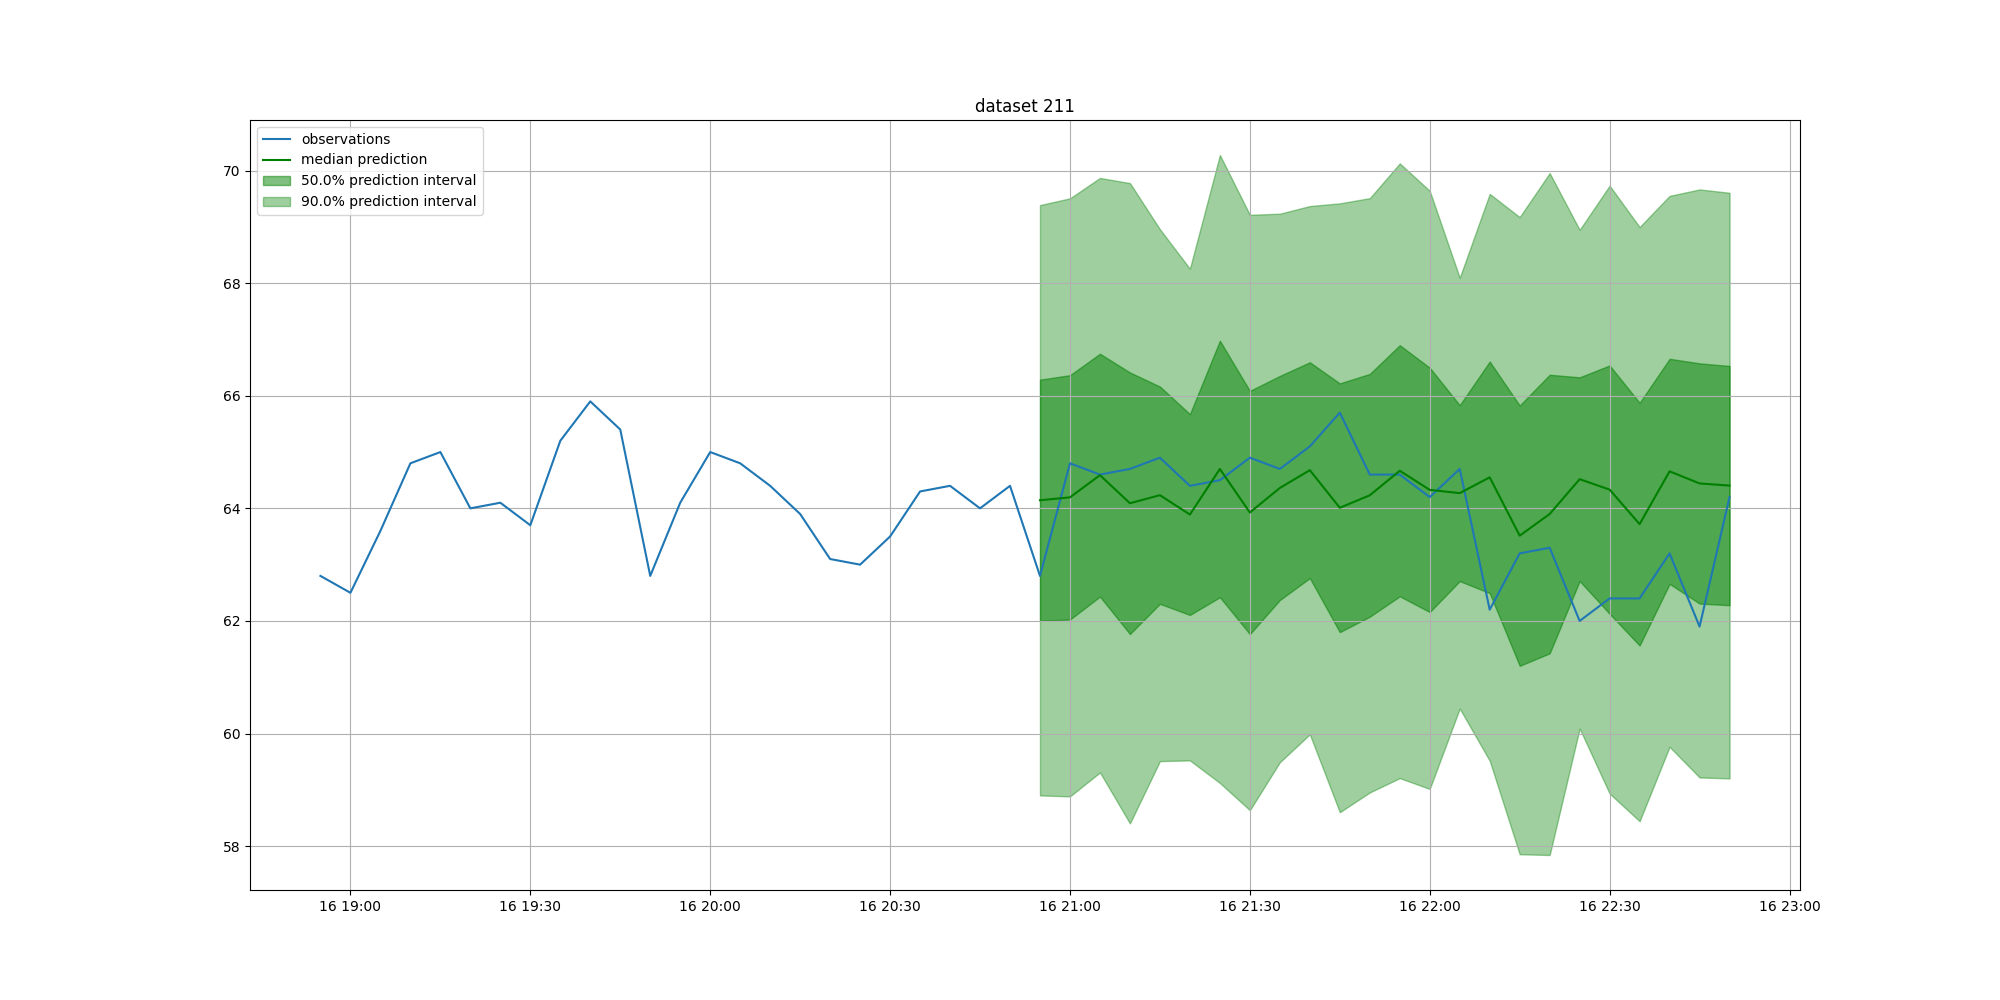 dataset 211
observations
median prediction
50.0% prediction interval
90.0% prediction interval
70
68
66
64
62
60
58
16 19:00 16 19:30 16 20:00 16 20:30 16 21:00 16 21:30 16 22:00 16 22:30 16 23:00